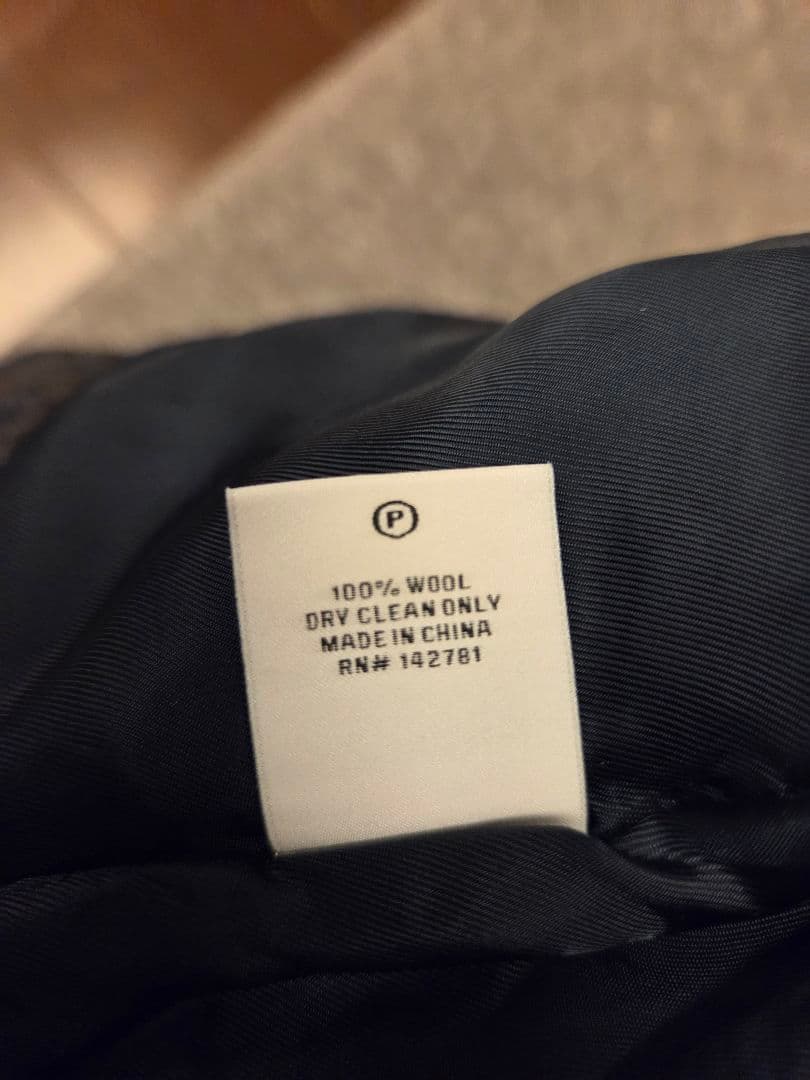 P
100% WOOL
DRY CLEAN ONLY
MADE IN CHINA
RN# 142781